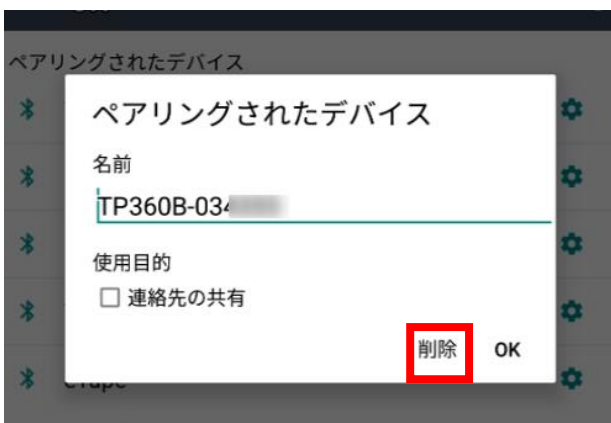 ペアリングされたデバイス
ペアリングされたデバイス
名前
TP360B-034
使用目的
連絡先の共有
削除 OK